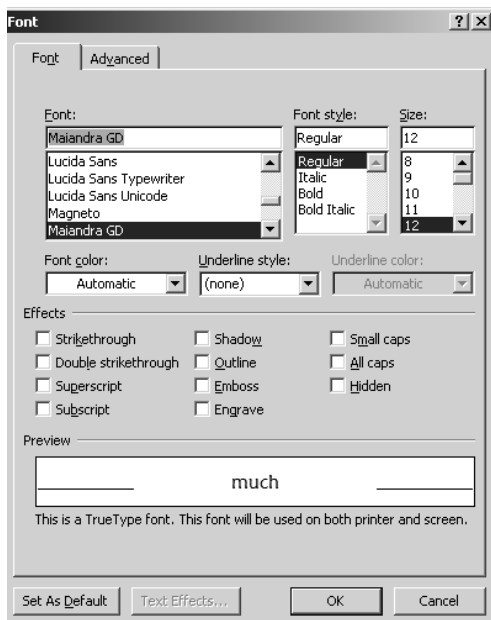 Font
Font Advanced
Font: Font style: Size:
Maiandra GD Regular 12
Lucida Sans Regular 8
Lucida Sans Typewriter Italic 9
Lucida Sans Unicode Bold 10
Magneto Bold Italic 11
Maiandra GD 12
Font color: Underline style: Underline color:
Automatic (none) Automatic
Effects
Strikethrough Shadow Small caps
Double strikethrough Outline All caps
Superscript Emboss Hidden
Subscript Engrave
Preview
much
This is a TrueType font. This font will be used on both printer and screen.
Set As Default Text Effects... OK Cancel